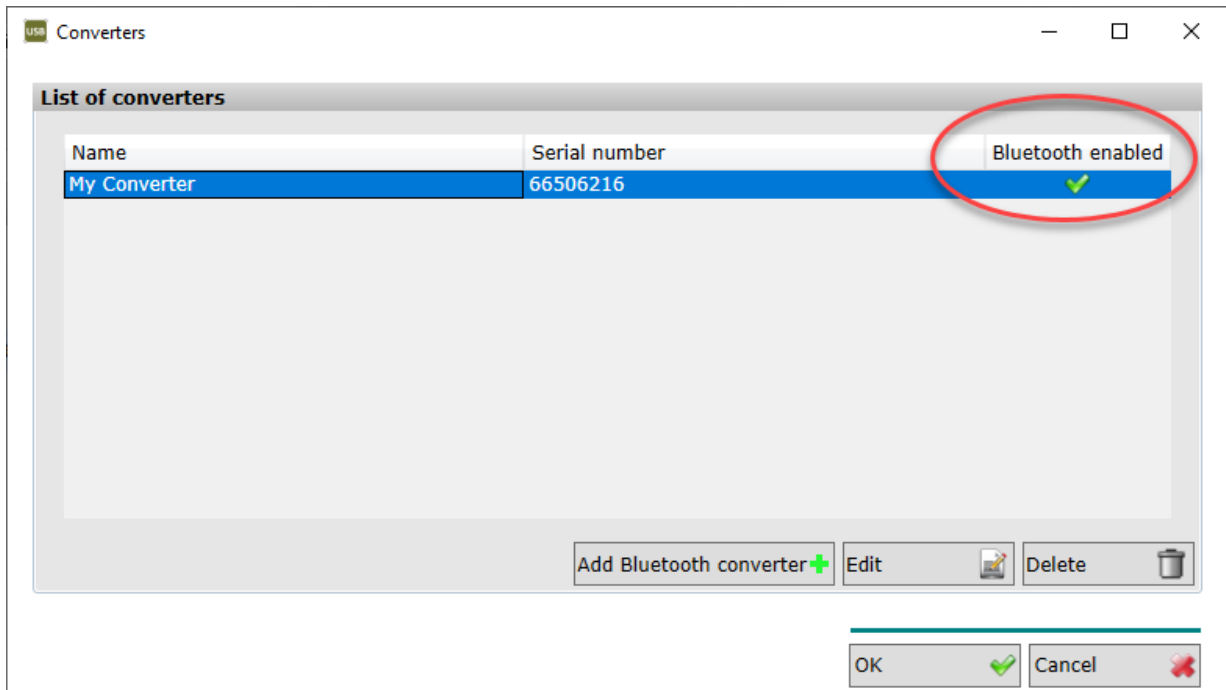 USB Converters
List of converters
Name Serial number Bluetooth enabled
My Converter 66506216
Add Bluetooth converter Edit Delete
OK Cancel